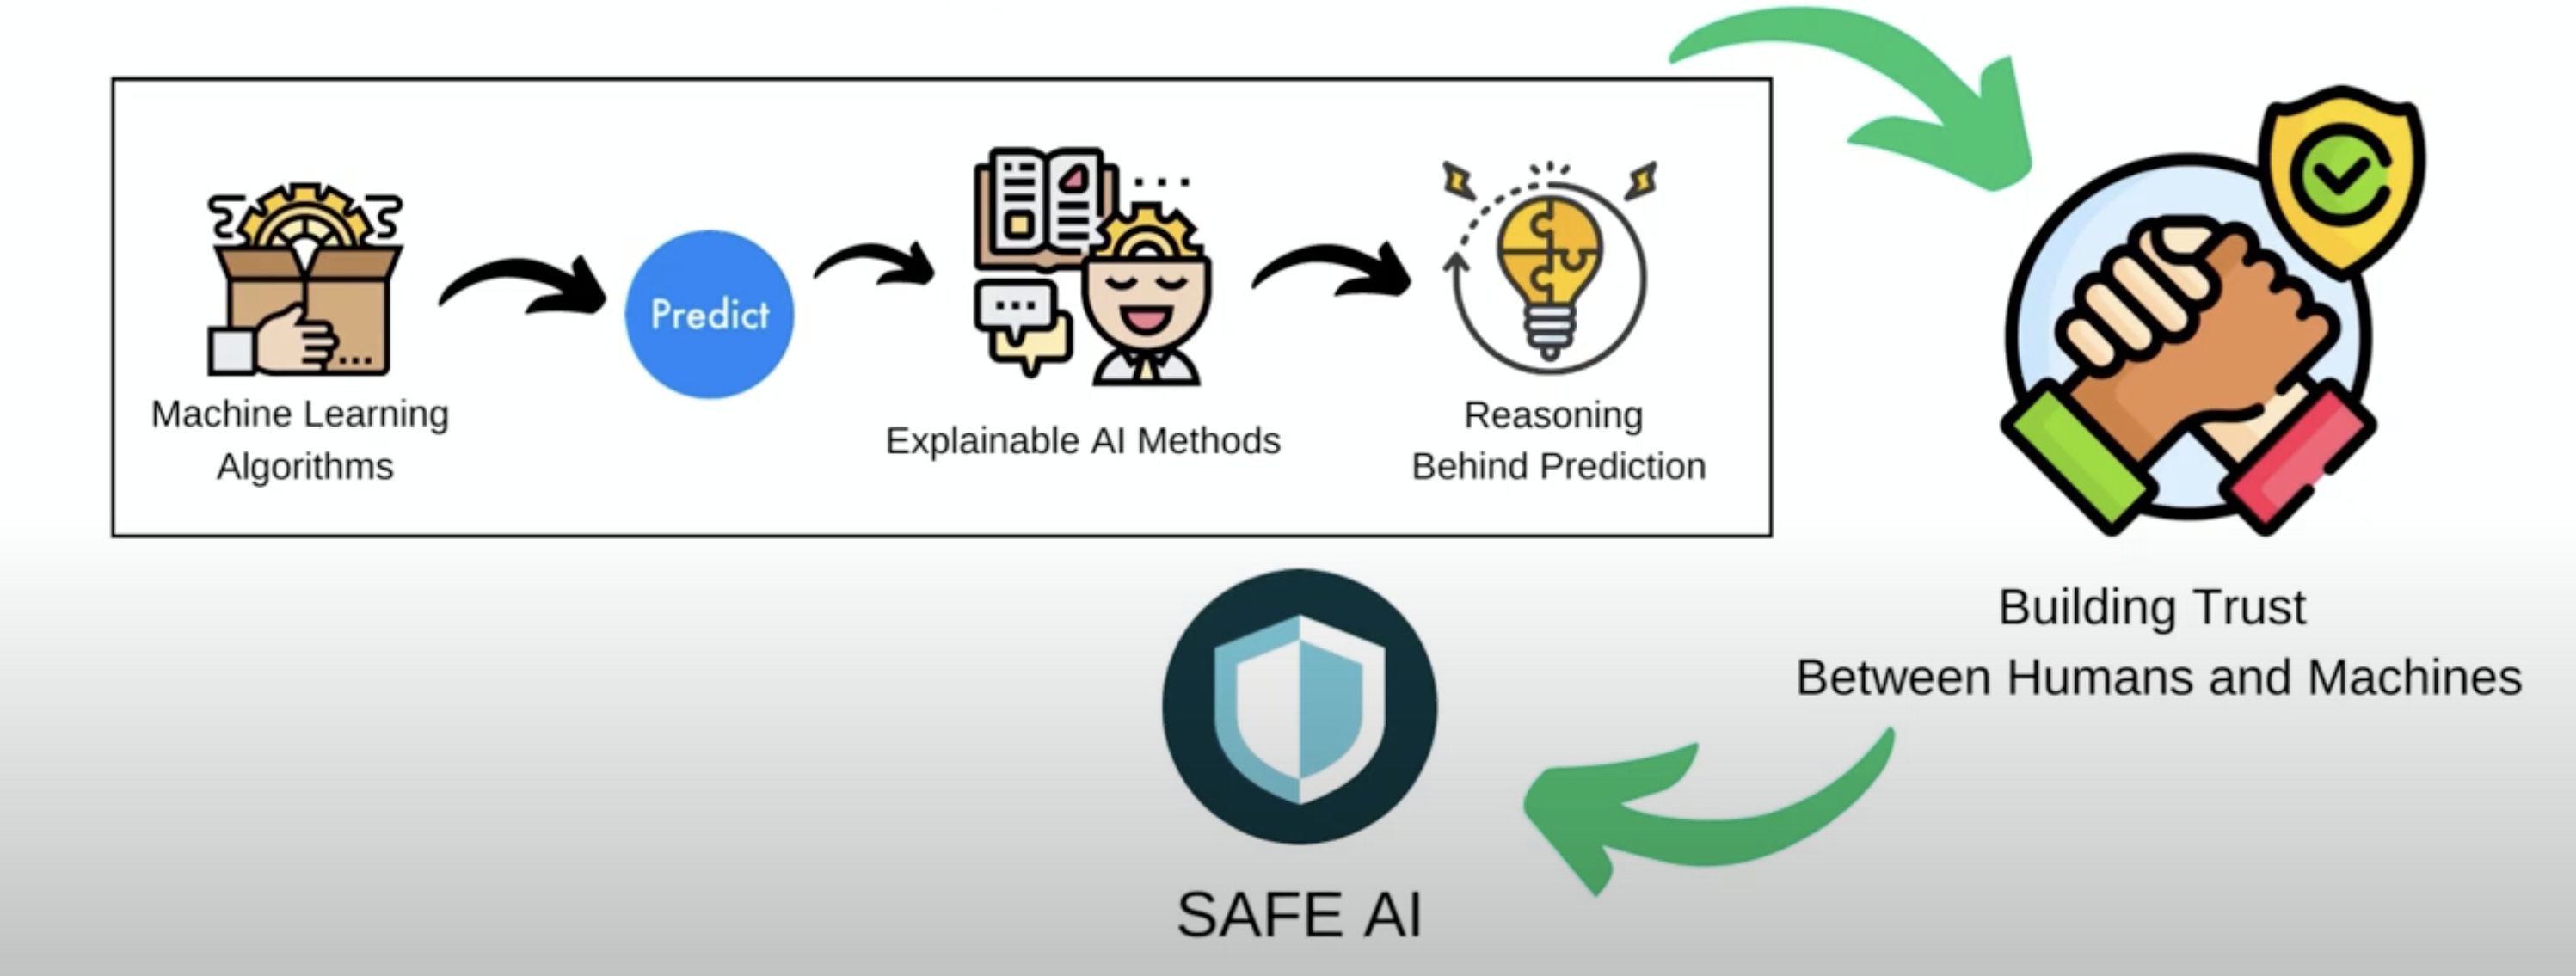 Machine Learning
Algorithms
Predict
Explainable AI Methods
Reasoning
Behind Prediction
Building Trust
Between Humans and Machines
SAFE AI